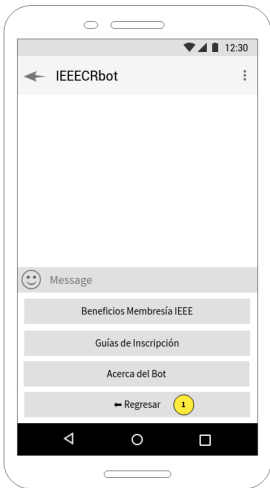 12:30
IEEECRbot
Message
Beneficios Membresía IEEE
Guías de Inscripción
Acerca del Bot
⬅ Regresar 1